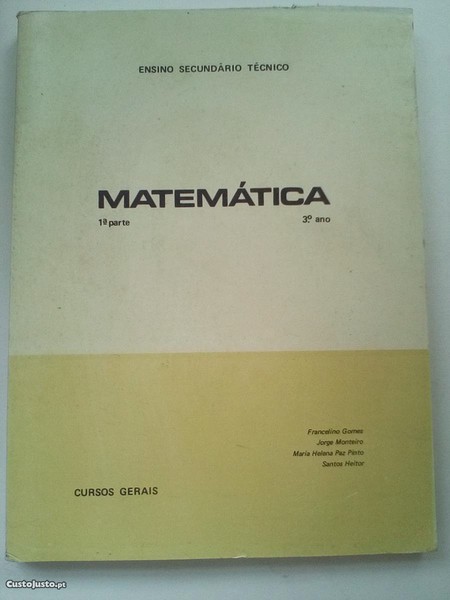 ENSINO SECUNDÁRIO TÉCNICO
MATEMÁTICA
1ª parte 3.º ano
Francelino Gomes
Jorge Monteiro
Maria Helena Paz Pinto
Santos Heitor
CURSOS GERAIS
CustoJusto.pt